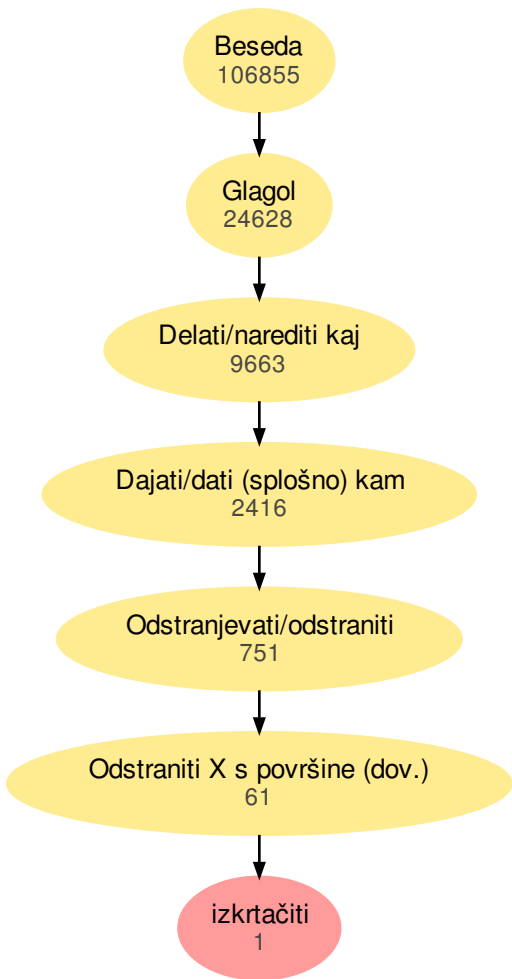 Beseda
106855
Glagol
24628
Delati/narediti kaj
9663
Dajati/dati (splošno) kam
2416
Odstranjevati/odstraniti
751
Odstraniti X s površine (dov.)
61
izkrtačiti
1